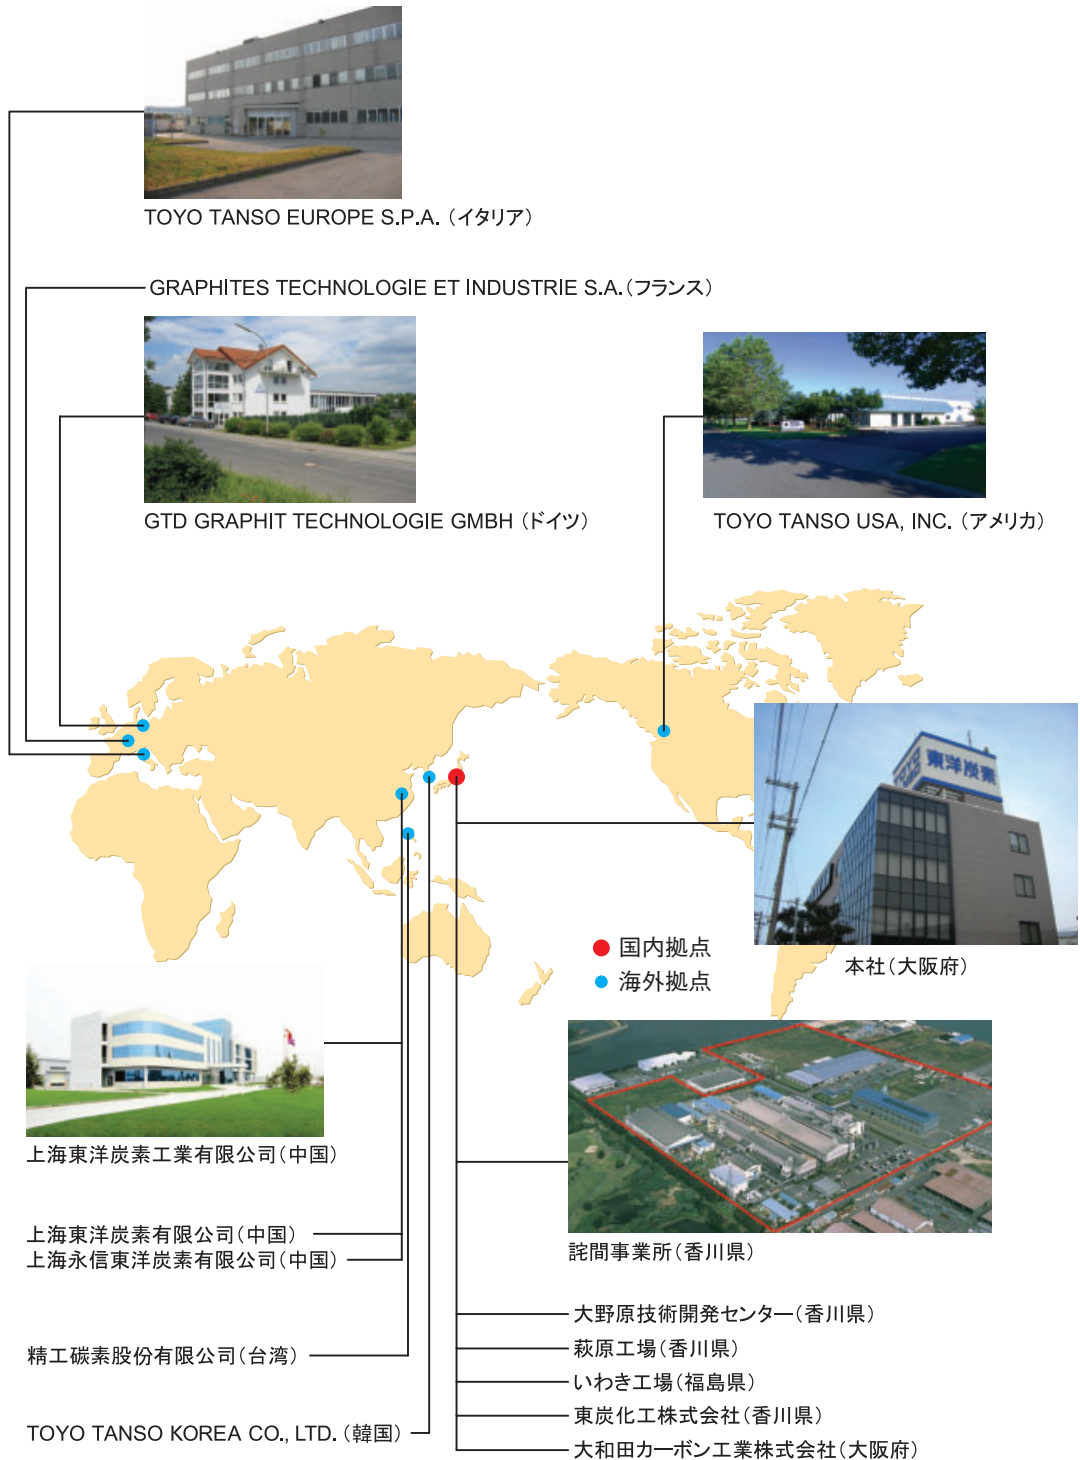 TOYO TANSO EUROPE S.P.A.（イタリア）
GRAPHITES TECHNOLOGIE ET INDUSTRIE S.A.（フランス）
GTD GRAPHIT TECHNOLOGIE GMBH（ドイツ）
TOYO TANSO USA, INC.（アメリカ）
東洋炭素
国内拠点
海外拠点
本社（大阪府）
上海東洋炭素工業有限公司（中国）
上海東洋炭素有限公司（中国）
上海永信東洋炭素有限公司（中国）
精工碳素股份有限公司（台湾）
TOYO TANSO KOREA CO., LTD.（韓国）
詫間事業所（香川県）
大野原技術開発センター（香川県）
萩原工場（香川県）
いわき工場（福島県）
東炭化工株式会社（香川県）
大和田カーボン工業株式会社（大阪府）